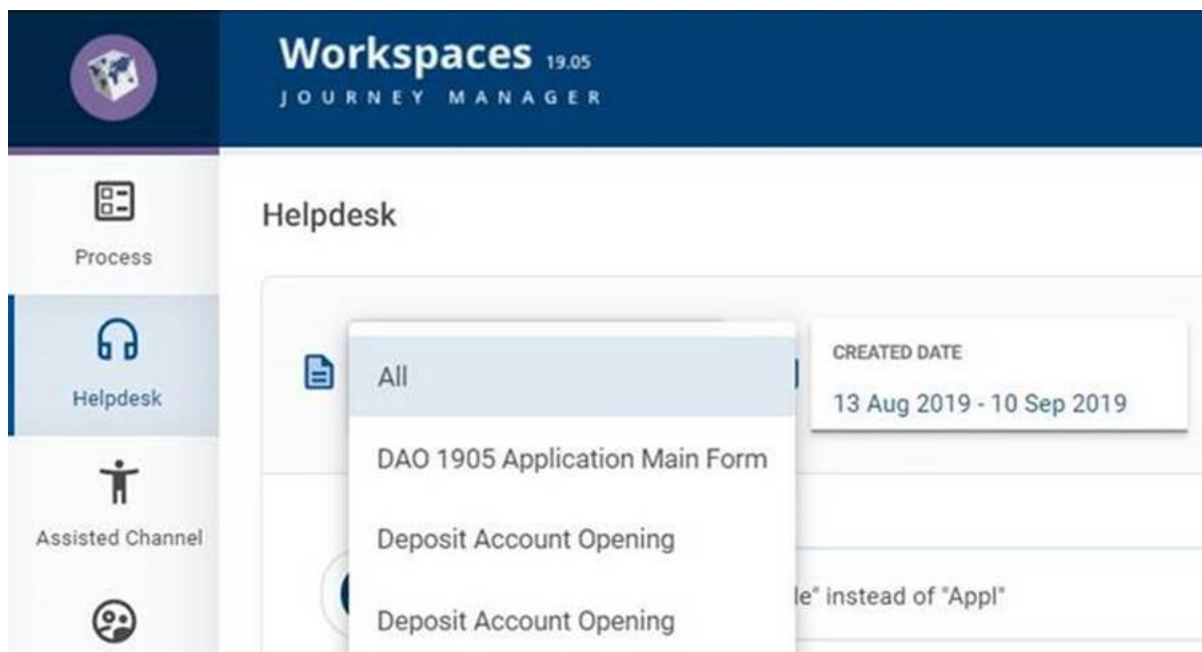 Workspaces 19.05
JOURNEY MANAGER
Process
Helpdesk
Assisted Channel
Helpdesk
All
DAO 1905 Application Main Form
Deposit Account Opening
Deposit Account Opening
CREATED DATE
13 Aug 2019 - 10 Sep 2019
instead of "Appl"